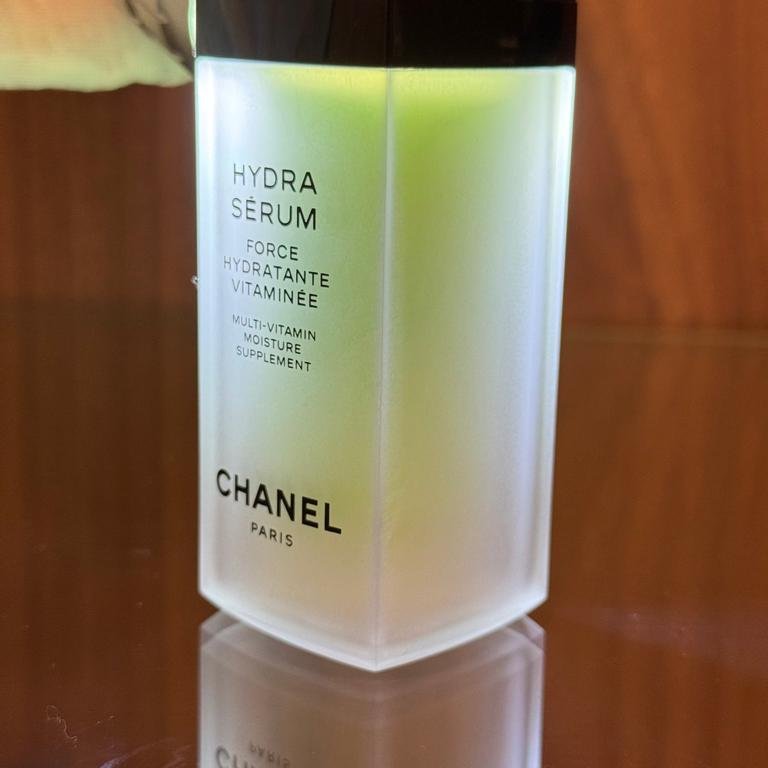 HYDRA
SÉRUM
FORCE
HYDRATANTE
VITAMINÉE
MULTI-VITAMIN
MOISTURE
SUPPLEMENT
CHANEL
PARIS